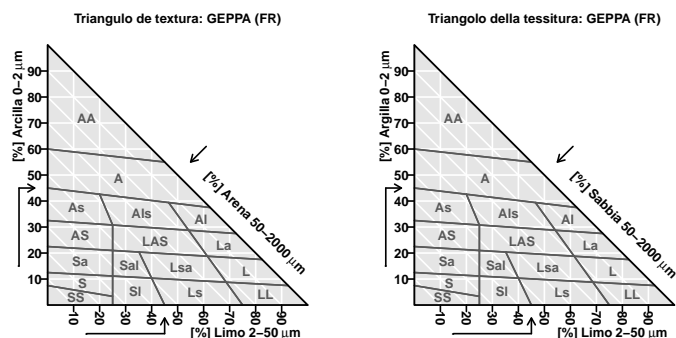 Triangulo de textura: GEPPA (FR)
[%] Arcilla 0−2 µm
90
80
70
60
50
40
30
20
10
AA
A
As
Als
Al
AS
LAS
La
Sa
Sal
Lsa
L
S
SS
Sl
Ls
LL
[%] Arena 50−2000 µm
10
20
30
40
50
60
70
80
90
[%] Limo 2−50 µm
Triangolo della tessitura: GEPPA (FR)
[%] Argilla 0−2 µm
90
80
70
60
50
40
30
20
10
AA
A
As
Als
Al
AS
LAS
La
Sa
Sal
Lsa
L
S
SS
Sl
Ls
LL
[%] Sabbia 50−2000 µm
10
20
30
40
50
60
70
80
90
[%] Limo 2−50 µm